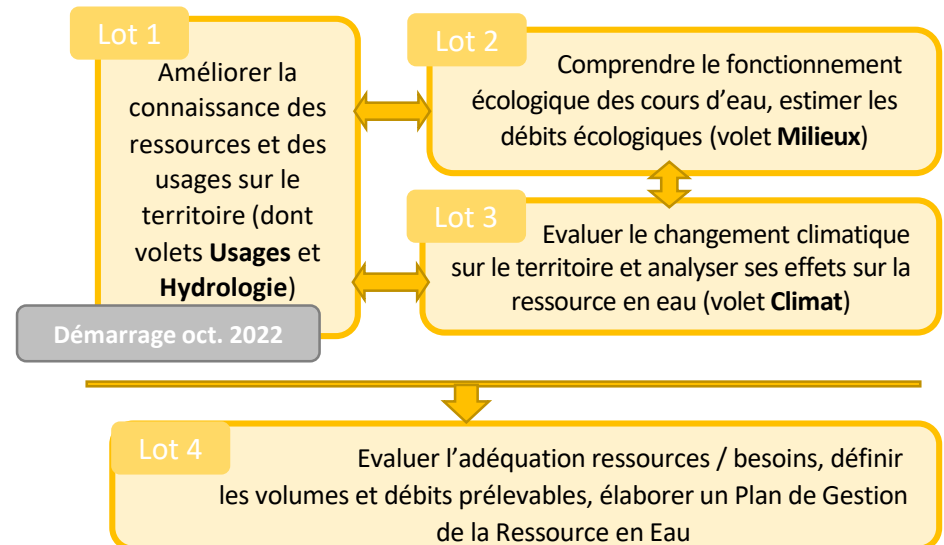 Lot 1
Améliorer la
connaissance des
ressources et des
usages sur le
territoire (dont
volets Usages et
Hydrologie)
Démarrage oct. 2022
Lot 2
Comprendre le fonctionnement
écologique des cours d'eau, estimer les
débits écologiques (volet Milieux)
Lot 3
Evaluer le changement climatique
sur le territoire et analyser ses effets sur la
ressource en eau (volet Climat)
Lot 4
Evaluer l'adéquation ressources / besoins, définir
les volumes et débits prélevables, élaborer un Plan de Gestion
de la Ressource en Eau